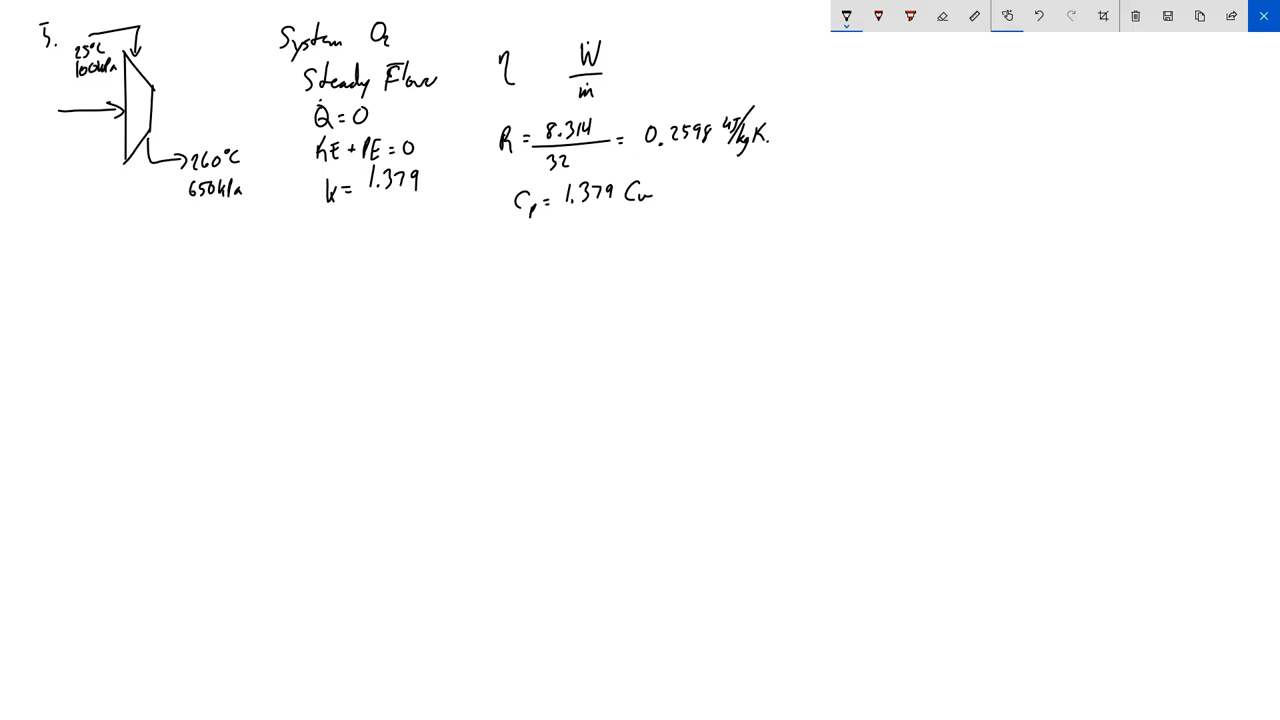 5.
25°C
100kPa
260°C
650kPa
System O₂
Steady Flow
Q̇ = 0
KE + PE = 0
k = 1.379
η Ẇ/ṁ
R = 8.314/32 = 0.2598 kJ/kgK.
Cp = 1.379 Cv